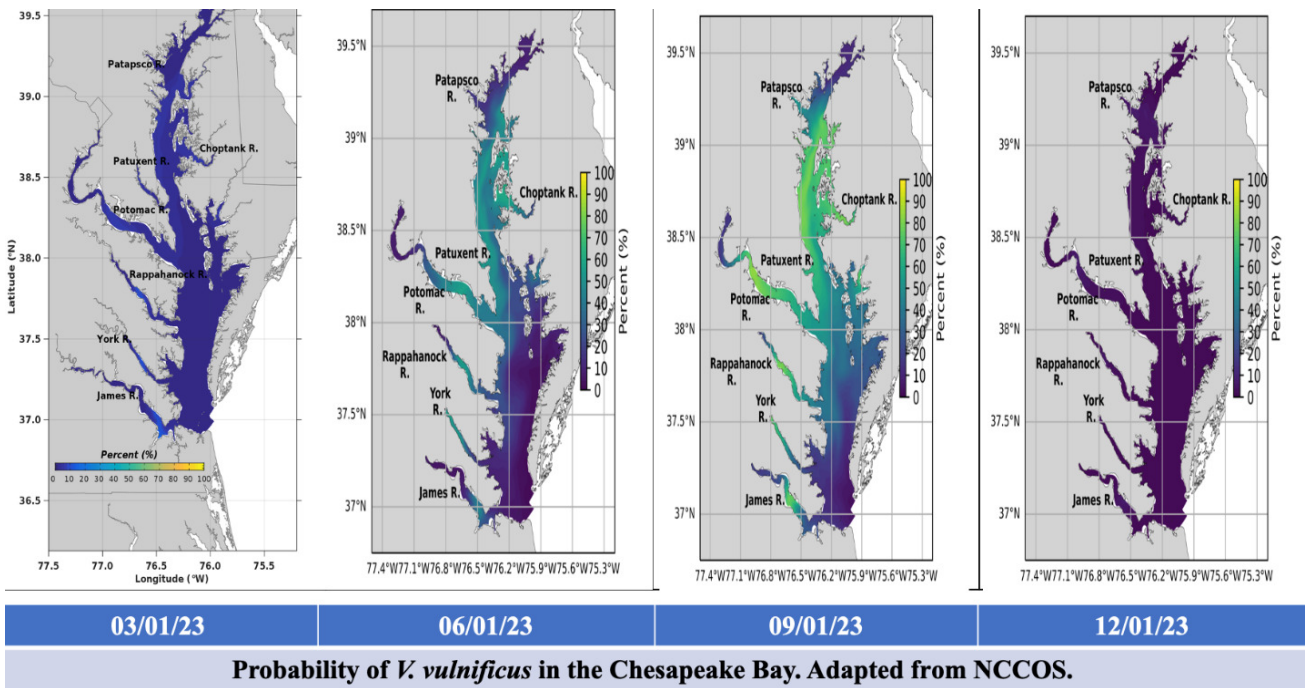 39.5
39.0
38.5
38.0
37.5
37.0
36.5
Latitude (°N)
Patapsco R.
Choptank R.
Patuxent R.
Potomac R.
Rappahanock R.
York R.
James R.
Percent (%)
0 10 20 30 40 50 60 70 80 90 100
77.5 77.0 76.5 76.0 75.5
Longitude (°W)
39.5°N
39°N
38.5°N
38°N
37.5°N
37°N
Patapsco
R.
Choptank R.
Patuxent R.
Potomac
R.
Rappahanock
R.
York
R.
James R.
100
90
80
70
60
50
40
30
20
10
0
Percent (%)
77.4°W77.1°W76.8°W76.5°W76.2°W75.9°W75.6°W75.3°W
39.5°N
39°N
38.5°N
38°N
37.5°N
37°N
Patapsco
R.
Choptank R.
Patuxent R.
Potomac
R.
Rappahanock
R.
York
R.
James R.
100
90
80
70
60
50
40
30
20
10
0
Percent (%)
77.4°W77.1°W76.8°W76.5°W76.2°W75.9°W75.6°W75.3°W
39.5°N
39°N
38.5°N
38°N
37.5°N
37°N
Patapsco
R.
Choptank R.
Patuxent R.
Potomac
R.
Rappahanock
R.
York
R.
James R.
100
90
80
70
60
50
40
30
20
10
0
Percent (%)
77.4°W77.1°W76.8°W76.5°W76.2°W75.9°W75.6°W75.3°W
03/01/23
06/01/23
09/01/23
12/01/23
Probability of V. vulnificus in the Chesapeake Bay. Adapted from NCCOS.